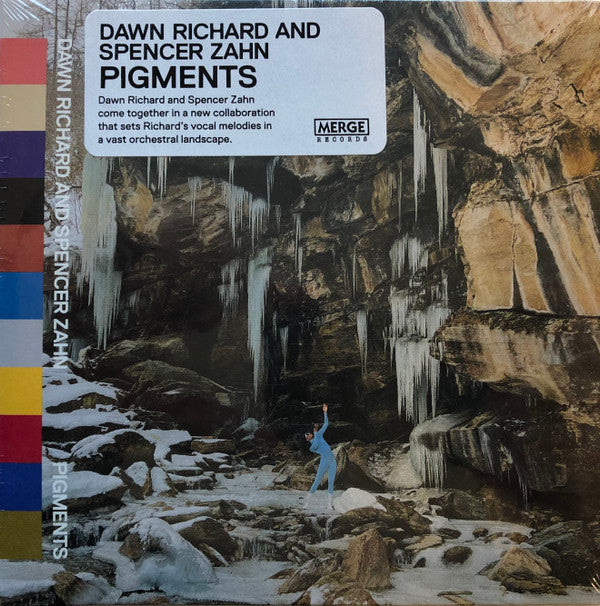 DAWN RICHARD AND
SPENCER ZAHN
PIGMENTS
Dawn Richard and Spencer Zahn
come together in a new collaboration
that sets Richard's vocal melodies in
a vast orchestral landscape.
MERGE
RECORDS
DAWN RICHARD AND SPENCER ZAHN PIGMENTS